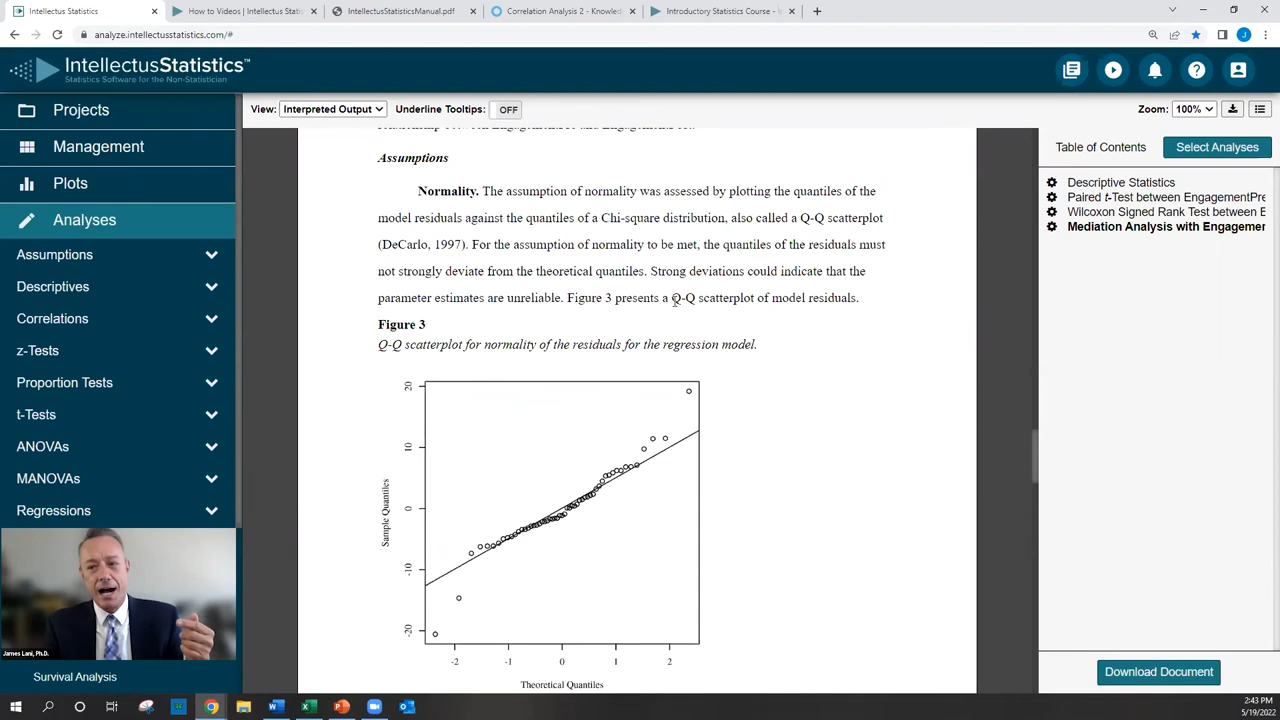 Intellectus Statistics
How to Videos | Intellectus Stati
IntellectusStatisticsManual.pdf
Correlation Analysis 2 - Knowled
Introductory Statistics Course -
analyze.intellectusstatistics.com/#
IntellectusStatistics™
Statistics Software for the Non-Statistician
Projects
Management
Plots
Analyses
Assumptions
Descriptives
Correlations
z-Tests
Proportion Tests
t-Tests
ANOVAs
MANOVAs
Regressions
James Lani, Ph.D.
Survival Analysis
View: Interpreted Output Underline Tooltips: OFF
Zoom: 100%
Assumptions
Normality. The assumption of normality was assessed by plotting the quantiles of the
model residuals against the quantiles of a Chi-square distribution, also called a Q-Q scatterplot
(DeCarlo, 1997). For the assumption of normality to be met, the quantiles of the residuals must
not strongly deviate from the theoretical quantiles. Strong deviations could indicate that the
parameter estimates are unreliable. Figure 3 presents a Q-Q scatterplot of model residuals.
Figure 3
Q-Q scatterplot for normality of the residuals for the regression model.
20
10
0
-10
-20
Sample Quantiles
-2 -1 0 1 2
Theoretical Quantiles
Table of Contents
Select Analyses
Descriptive Statistics
Paired t-Test between EngagementPre
Wilcoxon Signed Rank Test between E
Mediation Analysis with Engagemen
Download Document
2:43 PM
5/19/2022